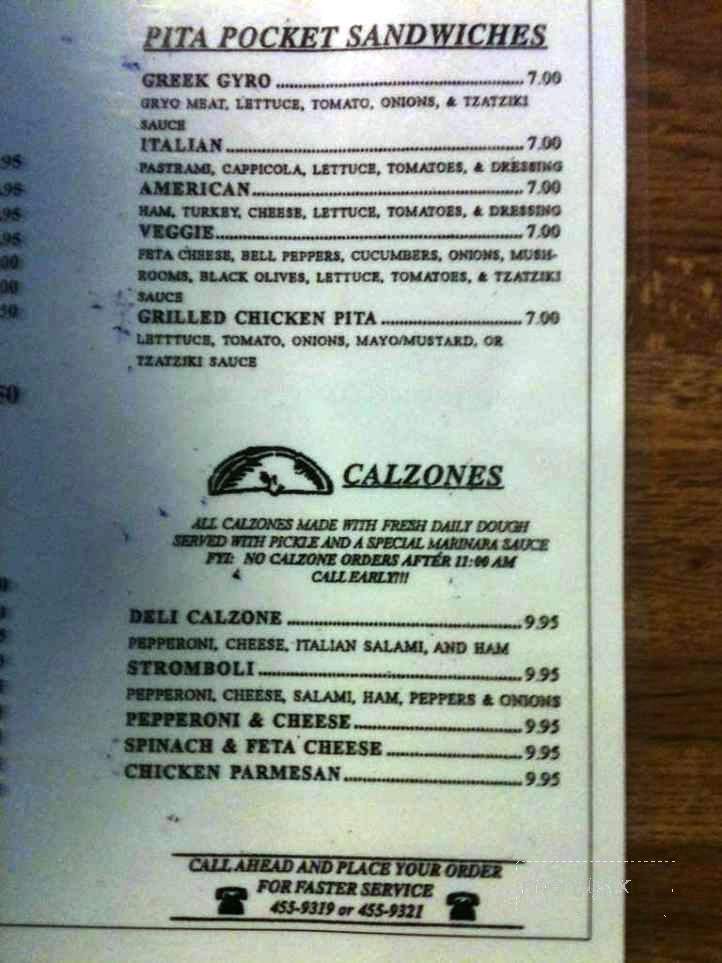 PITA POCKET SANDWICHES
GREEK GYRO 7.00
GRYO MEAT, LETTUCE, TOMATO, ONIONS, & TZATZIKI
SAUCE
ITALIAN 7.00
PASTRAMI, CAPPICOLA, LETTUCE, TOMATOES, & DRESSING
AMERICAN 7.00
HAM, TURKEY, CHEESE, LETTUCE, TOMATOES, & DRESSING
VEGGIE 7.00
FETA CHEESE, BELL PEPPERS, CUCUMBERS, ONIONS, MUSH-
ROOMS, BLACK OLIVES, LETTUCE, TOMATOES, & TZATZIKI
SAUCE
GRILLED CHICKEN PITA 7.00
LETTTUCE, TOMATO, ONIONS, MAYO/MUSTARD, OR
TZATZIKI SAUCE
CALZONES
ALL CALZONES MADE WITH FRESH DAILY DOUGH
SERVED WITH PICKLE AND A SPECIAL MARINARA SAUCE
FYI: NO CALZONE ORDERS AFTER 11:00 AM
CALL EARLY!!!
DELI CALZONE 9.95
PEPPERONI, CHEESE, ITALIAN SALAMI, AND HAM
STROMBOLI 9.95
PEPPERONI, CHEESE, SALAMI, HAM, PEPPERS & ONIONS
PEPPERONI & CHEESE 9.95
SPINACH & FETA CHEESE 9.95
CHICKEN PARMESAN 9.95
CALL AHEAD AND PLACE YOUR ORDER
FOR FASTER SERVICE
455-9319 or 455-9321